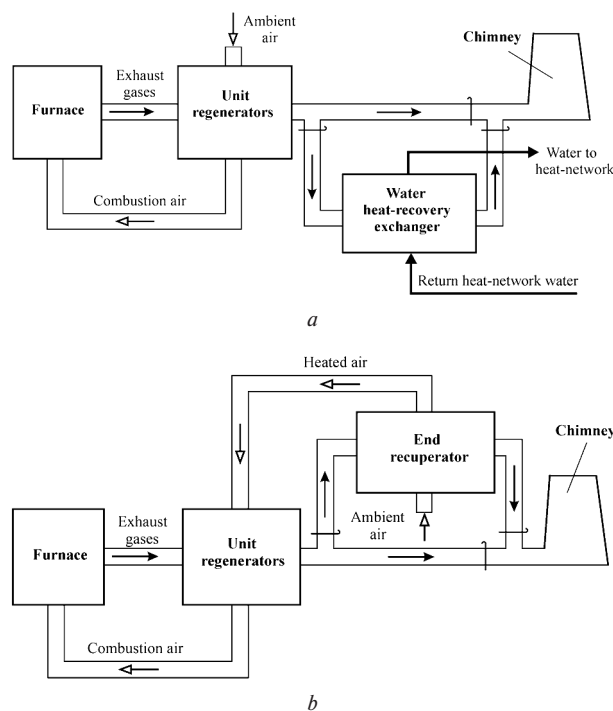 Ambient
air
Chimney
Exhaust
gases
Furnace
Unit
regenerators
Combustion air
Water to
heat-network
Water
heat-recovery
exchanger
Return heat-network water
a
Heated air
End
recuperator
Chimney
Exhaust
gases
Ambient
air
Furnace
Unit
regenerators
Combustion air
b